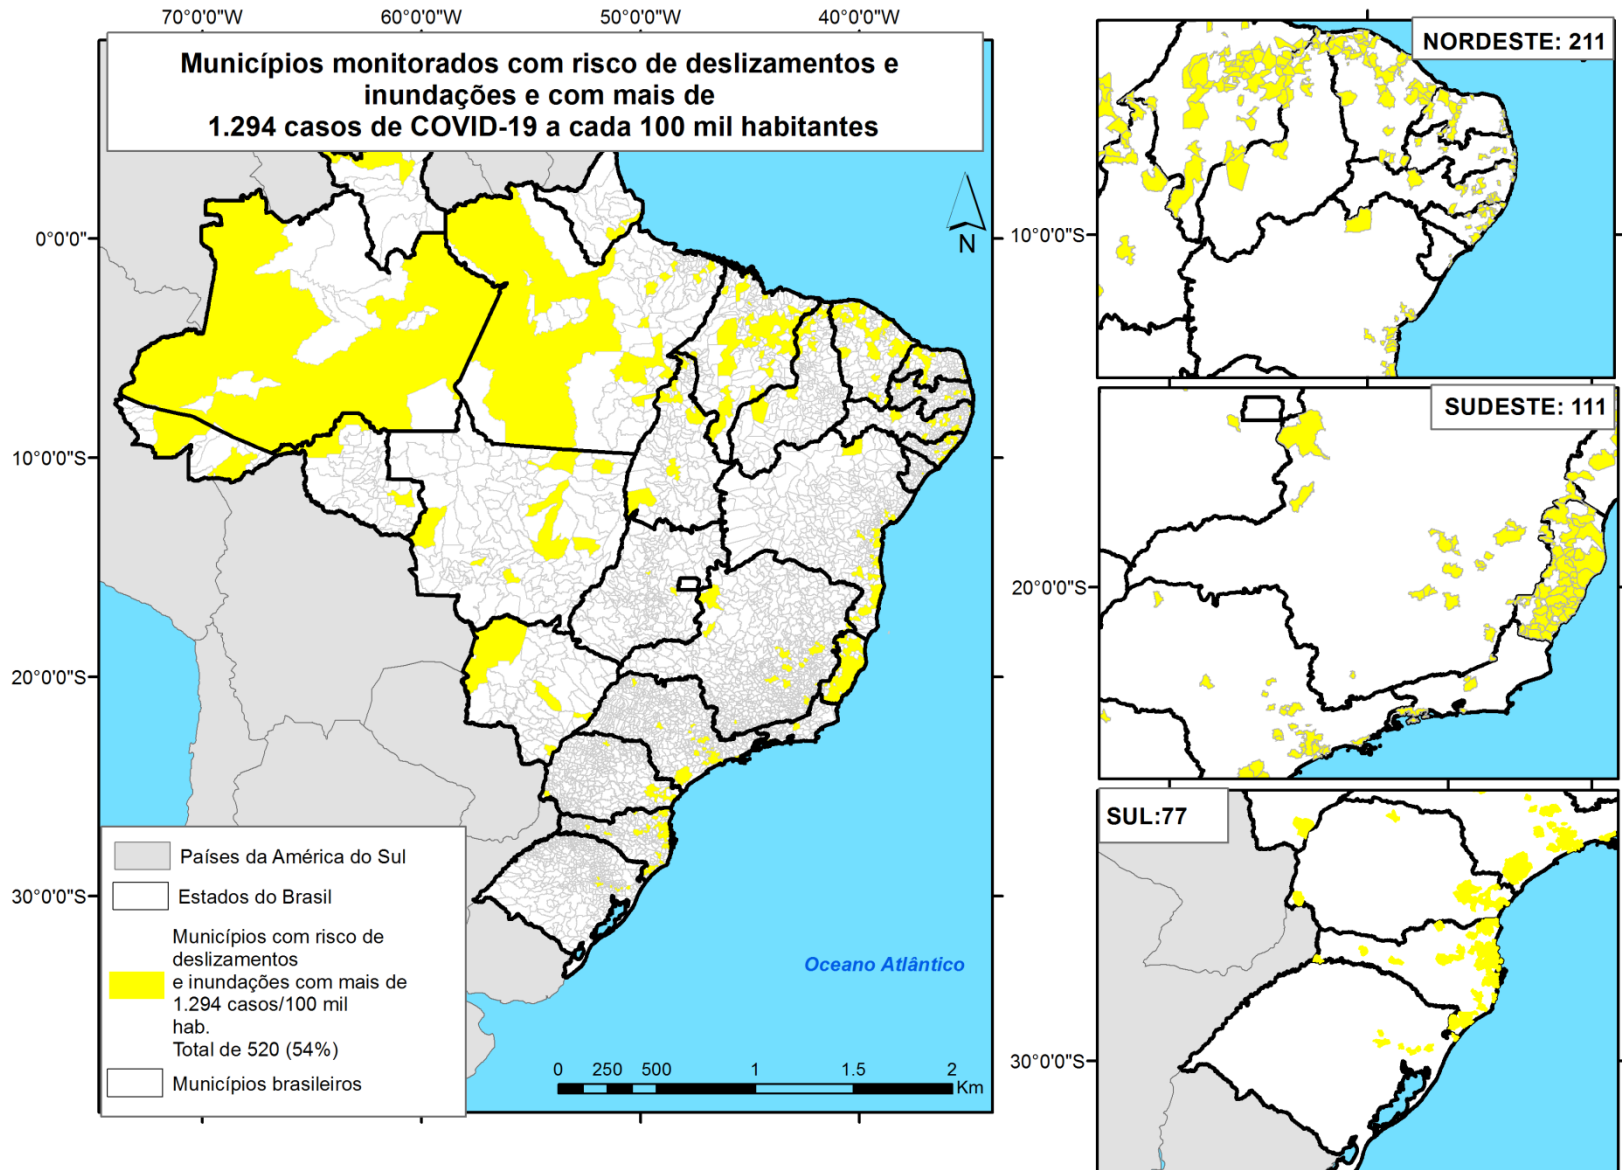 70°0'0"W 60°0'0"W 50°0'0"W 40°0'0"W
Municípios monitorados com risco de deslizamentos e
inundações e com mais de
1.294 casos de COVID-19 a cada 100 mil habitantes
N
0°0'0"
10°0'0"S
20°0'0"S
30°0'0"S
Oceano Atlântico
Países da América do Sul
Estados do Brasil
Municípios com risco de
deslizamentos
e inundações com mais de
1.294 casos/100 mil
hab.
Total de 520 (54%)
Municípios brasileiros
0 250 500 1 1.5 2
Km
NORDESTE: 211
10°0'0"S
SUDESTE: 111
20°0'0"S
SUL:77
30°0'0"S